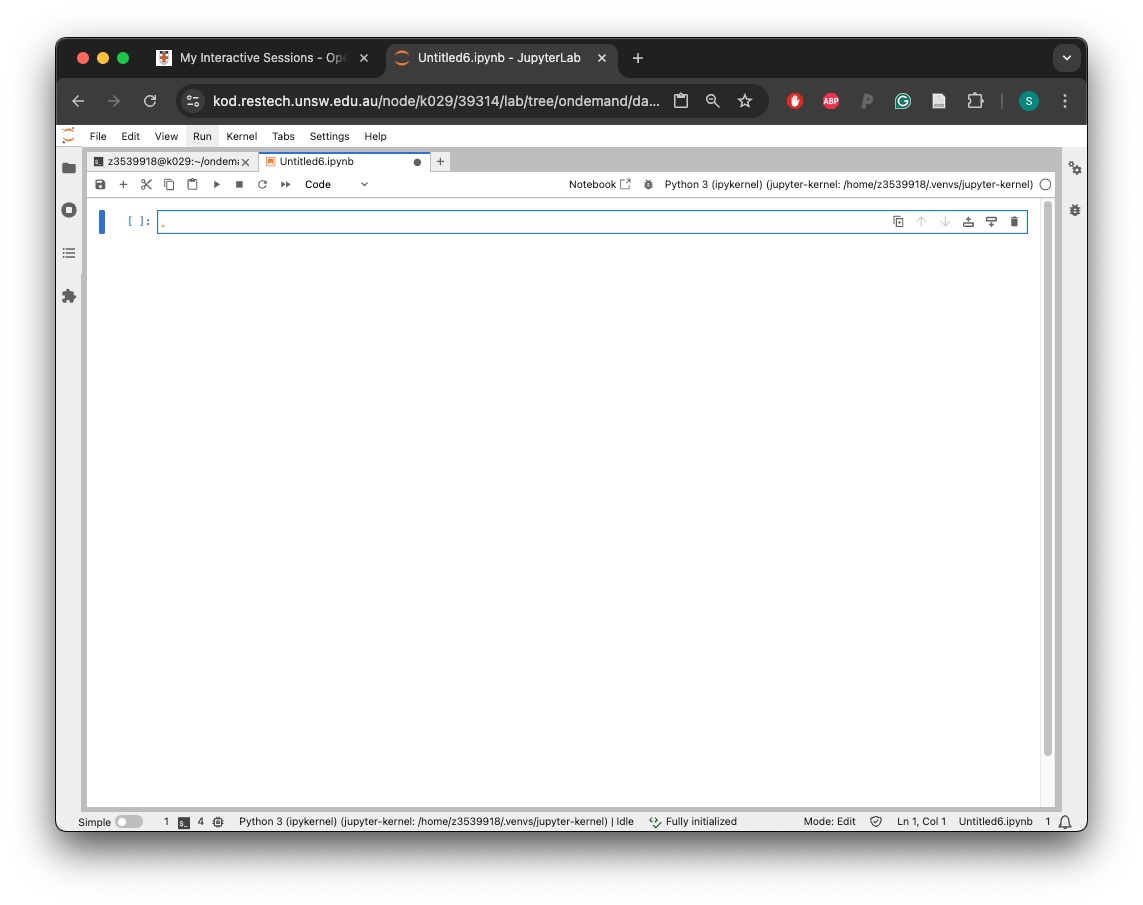 My Interactive Sessions - Ope
Untitled6.ipynb - JupyterLab
kod.restech.unsw.edu.au/node/k029/39314/lab/tree/ondemand/da...
ABP
S
File Edit View Run Kernel Tabs Settings Help
z3539918@k029:~/ondema
Untitled6.ipynb
Code
Notebook
Python 3 (ipykernel) (jupyter-kernel: /home/z3539918/.venvs/jupyter-kernel)
[ ]:
Simple 1 4 Python 3 (ipykernel) (jupyter-kernel: /home/z3539918/.venvs/jupyter-kernel) | Idle Fully initialized Mode: Edit Ln 1, Col 1 Untitled6.ipynb 1